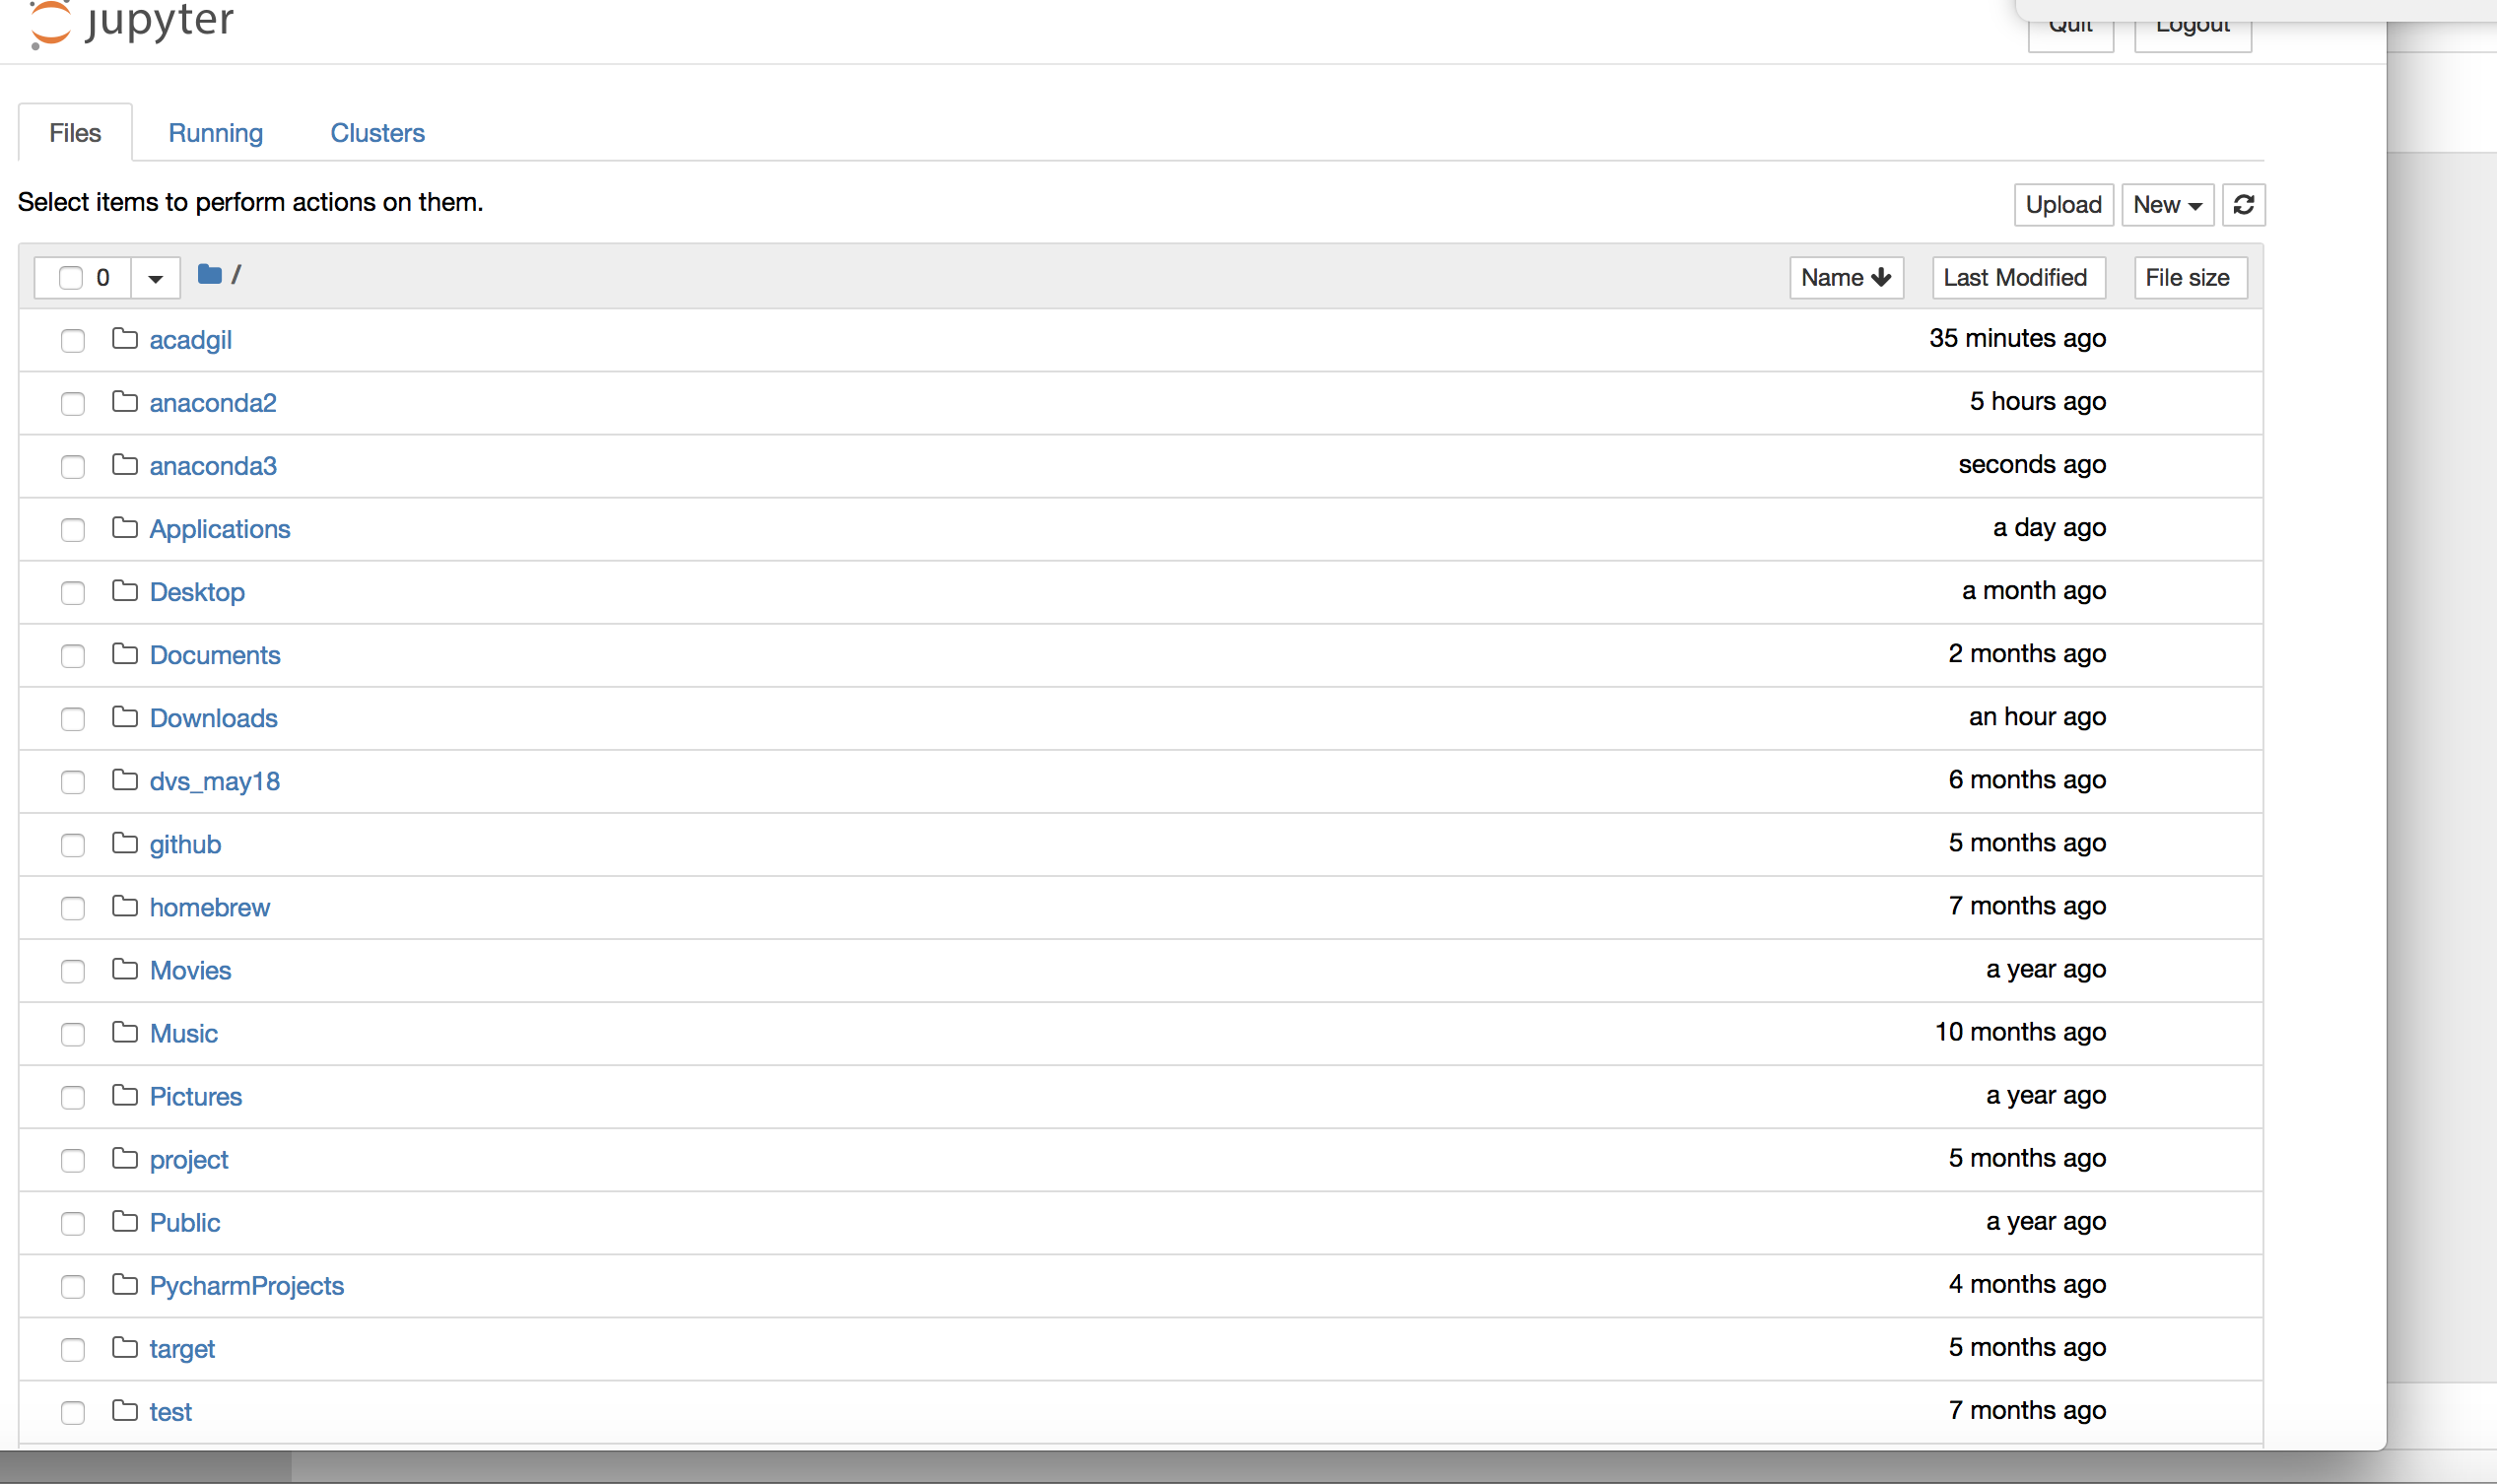 jupyter
Quit Logout
Files Running Clusters
Select items to perform actions on them.
Upload New
0 /
Name Last Modified File size
acadgil 35 minutes ago
anaconda2 5 hours ago
anaconda3 seconds ago
Applications a day ago
Desktop a month ago
Documents 2 months ago
Downloads an hour ago
dvs_may18 6 months ago
github 5 months ago
homebrew 7 months ago
Movies a year ago
Music 10 months ago
Pictures a year ago
project 5 months ago
Public a year ago
PycharmProjects 4 months ago
target 5 months ago
test 7 months ago